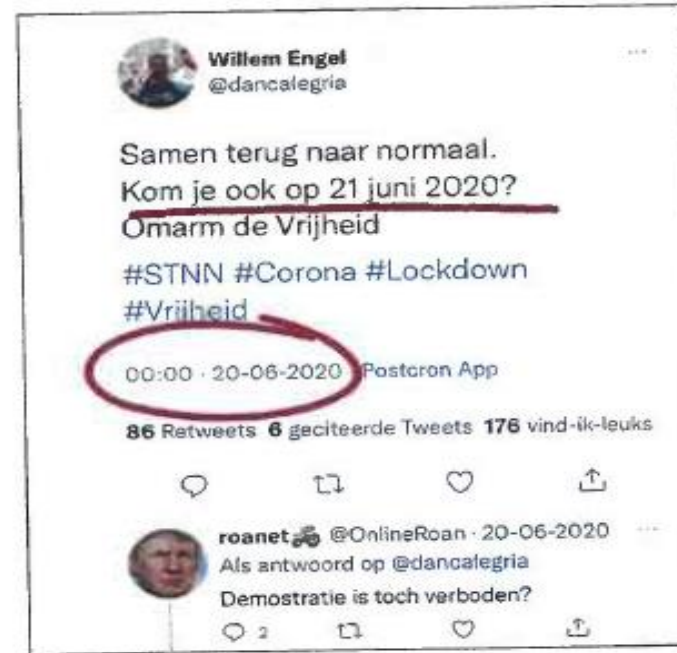 Willem Engel
@dancalegria
Samen terug naar normaal.
Kom je ook op 21 juni 2020?
Omarm de Vrijheid
#STNN #Corona #Lockdown
#Vrijheid
00:00 · 20-06-2020 Postcron App
86 Retweets 6 geciteerde Tweets 176 vind-ik-leuks
roanet @OnlineRoan · 20-06-2020
Als antwoord op @dancalegria
Demostratie is toch verboden?
2